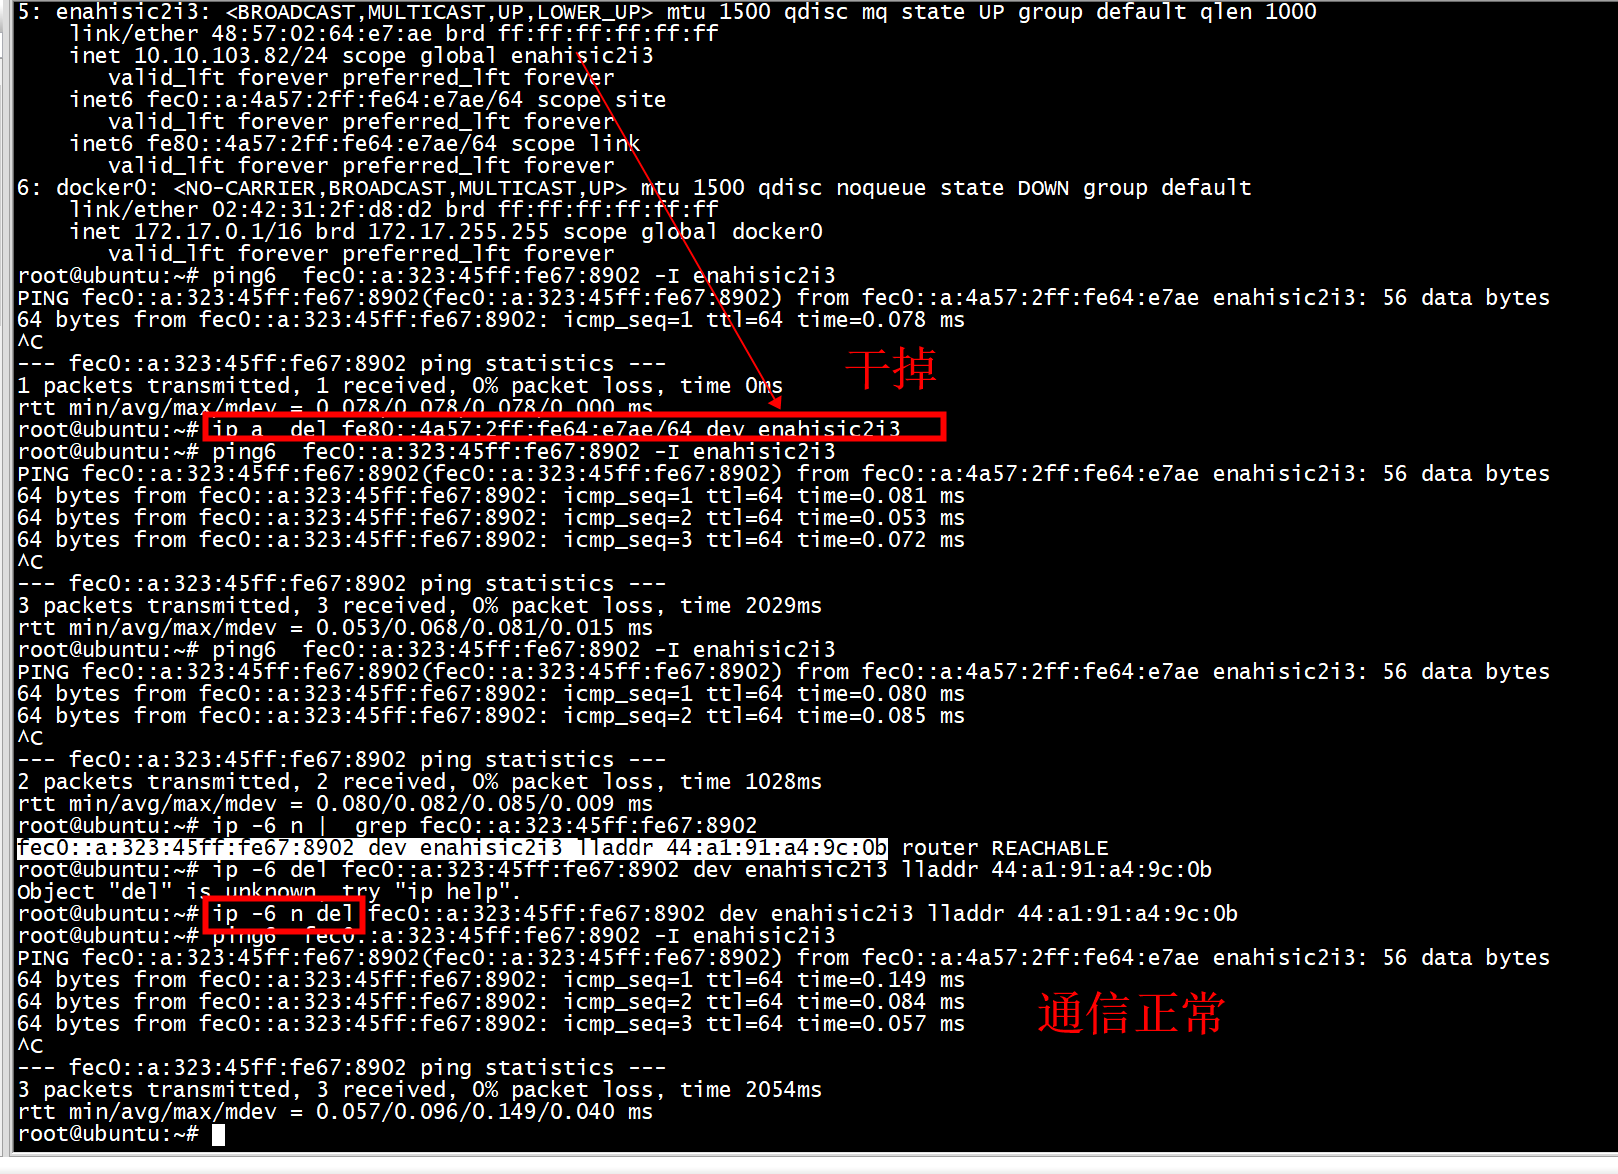 5: enahisic2i3: <BROADCAST,MULTICAST,UP,LOWER_UP> mtu 1500 qdisc mq state UP group default qlen 1000
    link/ether 48:57:02:64:e7:ae brd ff:ff:ff:ff:ff:ff
    inet 10.10.103.82/24 scope global enahisic2i3
       valid_lft forever preferred_lft forever
    inet6 fec0::a:4a57:2ff:fe64:e7ae/64 scope site
       valid_lft forever preferred_lft forever
    inet6 fe80::4a57:2ff:fe64:e7ae/64 scope link
       valid_lft forever preferred_lft forever
6: docker0: <NO-CARRIER,BROADCAST,MULTICAST,UP> mtu 1500 qdisc noqueue state DOWN group default
    link/ether 02:42:31:2f:d8:d2 brd ff:ff:ff:ff:ff:ff
    inet 172.17.0.1/16 brd 172.17.255.255 scope global docker0
       valid_lft forever preferred_lft forever
root@ubuntu:~# ping6  fec0::a:323:45ff:fe67:8902 -I enahisic2i3
PING fec0::a:323:45ff:fe67:8902(fec0::a:323:45ff:fe67:8902) from fec0::a:4a57:2ff:fe64:e7ae enahisic2i3: 56 data bytes
64 bytes from fec0::a:323:45ff:fe67:8902: icmp_seq=1 ttl=64 time=0.078 ms
^C
--- fec0::a:323:45ff:fe67:8902 ping statistics ---
干掉
1 packets transmitted, 1 received, 0% packet loss, time 0ms
rtt min/avg/max/mdev = 0.078/0.078/0.078/0.000 ms
root@ubuntu:~# ip a  del fe80::4a57:2ff:fe64:e7ae/64 dev enahisic2i3
root@ubuntu:~# ping6  fec0::a:323:45ff:fe67:8902 -I enahisic2i3
PING fec0::a:323:45ff:fe67:8902(fec0::a:323:45ff:fe67:8902) from fec0::a:4a57:2ff:fe64:e7ae enahisic2i3: 56 data bytes
64 bytes from fec0::a:323:45ff:fe67:8902: icmp_seq=1 ttl=64 time=0.081 ms
64 bytes from fec0::a:323:45ff:fe67:8902: icmp_seq=2 ttl=64 time=0.053 ms
64 bytes from fec0::a:323:45ff:fe67:8902: icmp_seq=3 ttl=64 time=0.072 ms
^C
--- fec0::a:323:45ff:fe67:8902 ping statistics ---
3 packets transmitted, 3 received, 0% packet loss, time 2029ms
rtt min/avg/max/mdev = 0.053/0.068/0.081/0.015 ms
root@ubuntu:~# ping6  fec0::a:323:45ff:fe67:8902 -I enahisic2i3
PING fec0::a:323:45ff:fe67:8902(fec0::a:323:45ff:fe67:8902) from fec0::a:4a57:2ff:fe64:e7ae enahisic2i3: 56 data bytes
64 bytes from fec0::a:323:45ff:fe67:8902: icmp_seq=1 ttl=64 time=0.080 ms
64 bytes from fec0::a:323:45ff:fe67:8902: icmp_seq=2 ttl=64 time=0.085 ms
^C
--- fec0::a:323:45ff:fe67:8902 ping statistics ---
2 packets transmitted, 2 received, 0% packet loss, time 1028ms
rtt min/avg/max/mdev = 0.080/0.082/0.085/0.009 ms
root@ubuntu:~# ip -6 n |  grep fec0::a:323:45ff:fe67:8902
fec0::a:323:45ff:fe67:8902 dev enahisic2i3 lladdr 44:a1:91:a4:9c:0b router REACHABLE
root@ubuntu:~# ip -6 del fec0::a:323:45ff:fe67:8902 dev enahisic2i3 lladdr 44:a1:91:a4:9c:0b
Object "del" is unknown, try "ip help".
root@ubuntu:~# ip -6 n del fec0::a:323:45ff:fe67:8902 dev enahisic2i3 lladdr 44:a1:91:a4:9c:0b
root@ubuntu:~# ping6  fec0::a:323:45ff:fe67:8902 -I enahisic2i3
PING fec0::a:323:45ff:fe67:8902(fec0::a:323:45ff:fe67:8902) from fec0::a:4a57:2ff:fe64:e7ae enahisic2i3: 56 data bytes
64 bytes from fec0::a:323:45ff:fe67:8902: icmp_seq=1 ttl=64 time=0.149 ms
64 bytes from fec0::a:323:45ff:fe67:8902: icmp_seq=2 ttl=64 time=0.084 ms
通信正常
64 bytes from fec0::a:323:45ff:fe67:8902: icmp_seq=3 ttl=64 time=0.057 ms
^C
--- fec0::a:323:45ff:fe67:8902 ping statistics ---
3 packets transmitted, 3 received, 0% packet loss, time 2054ms
rtt min/avg/max/mdev = 0.057/0.096/0.149/0.040 ms
root@ubuntu:~#